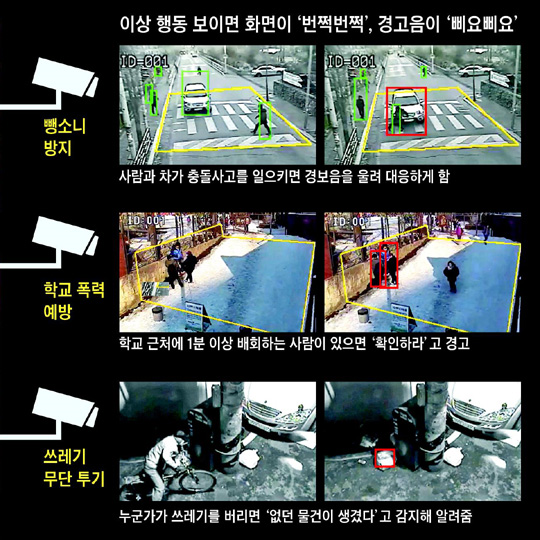 이상 행동 보이면 화면이 ‘번쩍번쩍’, 경고음이 ‘삐요삐요’
ID-001
ID-001
뺑소니
방지
사람과 차가 충돌사고를 일으키면 경보음을 울려 대응하게 함
ID-001
ID-001
학교 폭력
예방
학교 근처에 1분 이상 배회하는 사람이 있으면 ‘확인하라’고 경고
쓰레기
무단 투기
누군가가 쓰레기를 버리면 ‘없던 물건이 생겼다’고 감지해 알려줌